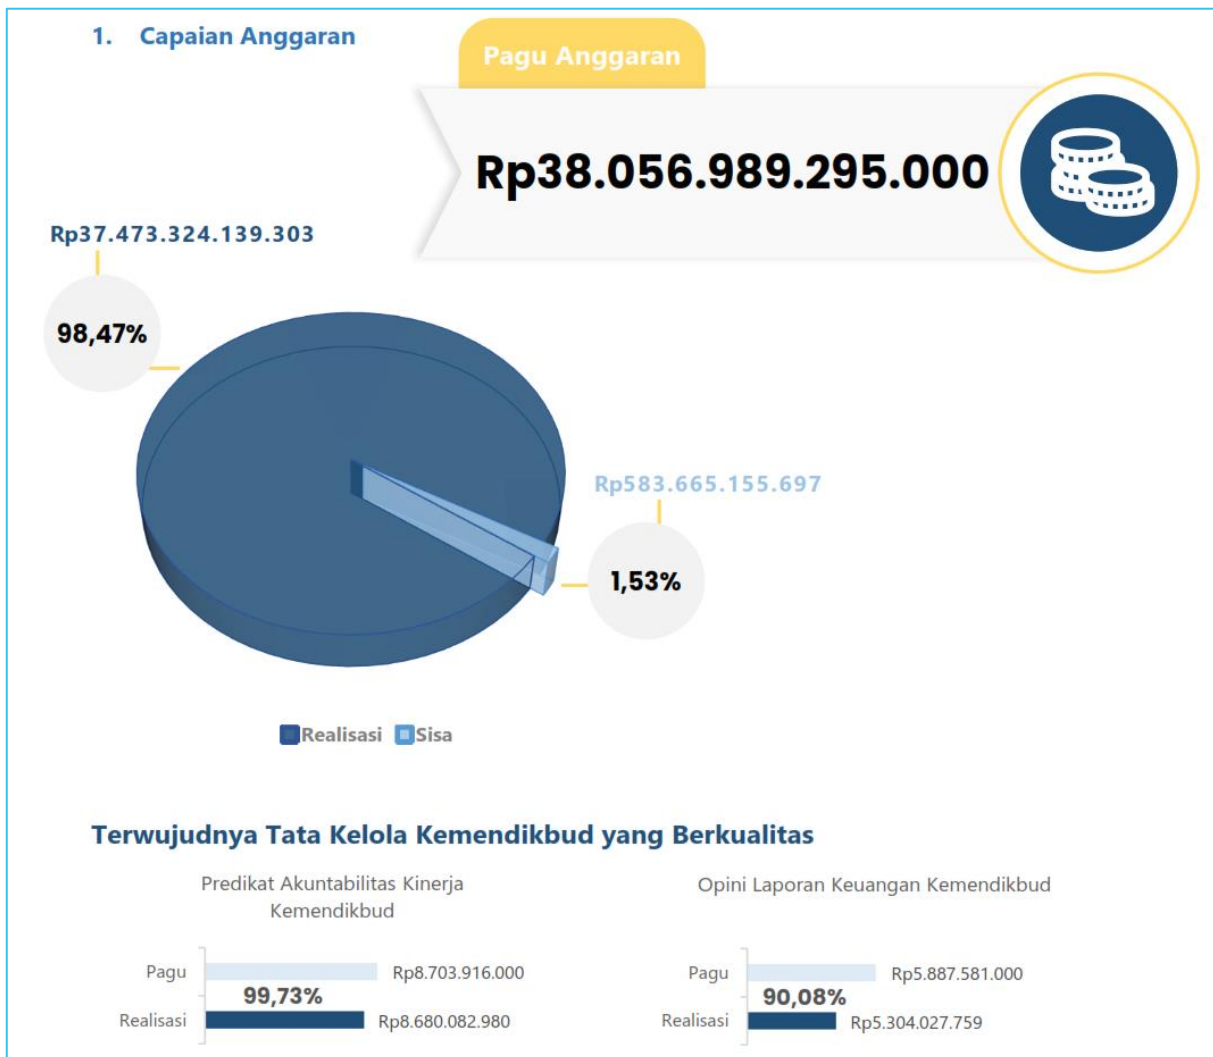 1. Capaian Anggaran
Pagu Anggaran
Rp38.056.989.295.000
Rp37.473.324.139.303
98,47%
Rp583.665.155.697
1,53%
Realisasi Sisa
Terwujudnya Tata Kelola Kemendikbud yang Berkualitas
Predikat Akuntabilitas Kinerja
Kemendikbud
Pagu Rp8.703.916.000
99,73%
Realisasi Rp8.680.082.980
Opini Laporan Keuangan Kemendikbud
Pagu Rp5.887.581.000
90,08%
Realisasi Rp5.304.027.759